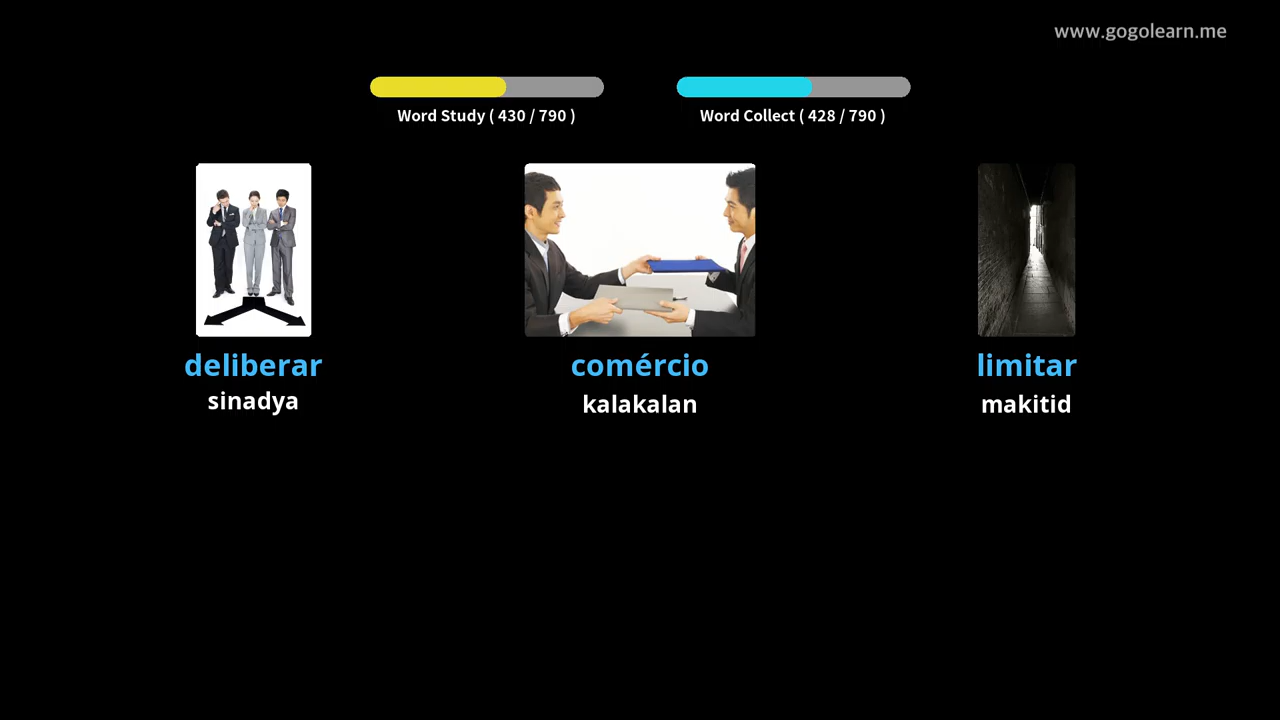 www.gogolearn.me
Word Study ( 430 / 790 )
Word Collect ( 428 / 790 )
deliberar
sinadya
comércio
kalakalan
limitar
makitid